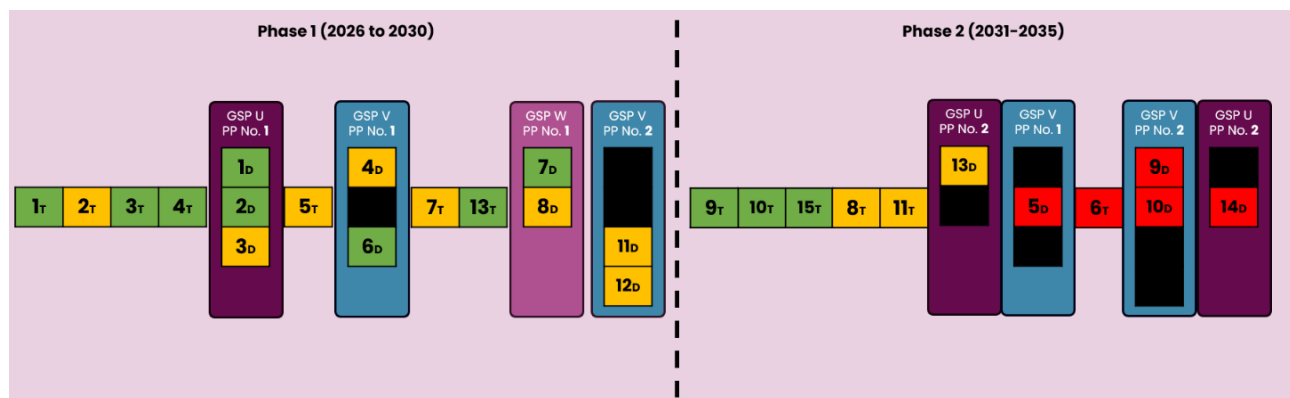 Phase 1 (2026 to 2030)
Phase 2 (2031-2035)
GSP U
PP No. 1
1D
2D
3D
GSP V
PP No. 1
4D
6D
GSP W
PP No. 1
7D
8D
GSP V
PP No. 2
11D
12D
1T 2T 3T 4T 5T 7T 13T
GSP U
PP No. 2
13D
GSP V
PP No. 1
5D
GSP V
PP No. 2
9D
10D
GSP U
PP No. 2
14D
9T 10T 15T 8T 11T 6T